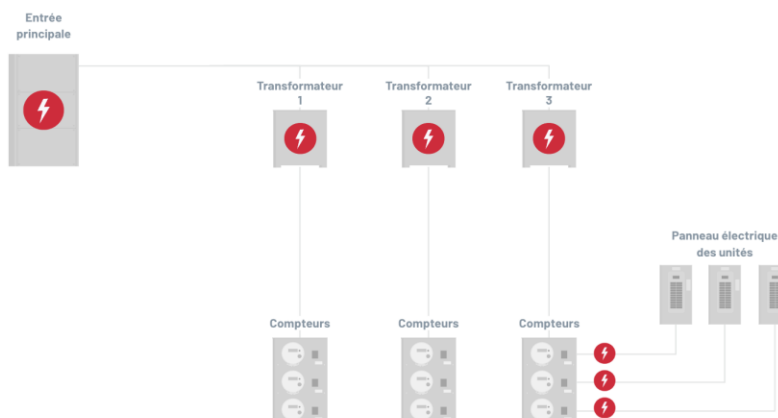 Entrée
principale
Transformateur
1
Transformateur
2
Transformateur
3
Panneau électrique
des unités
Compteurs
Compteurs
Compteurs